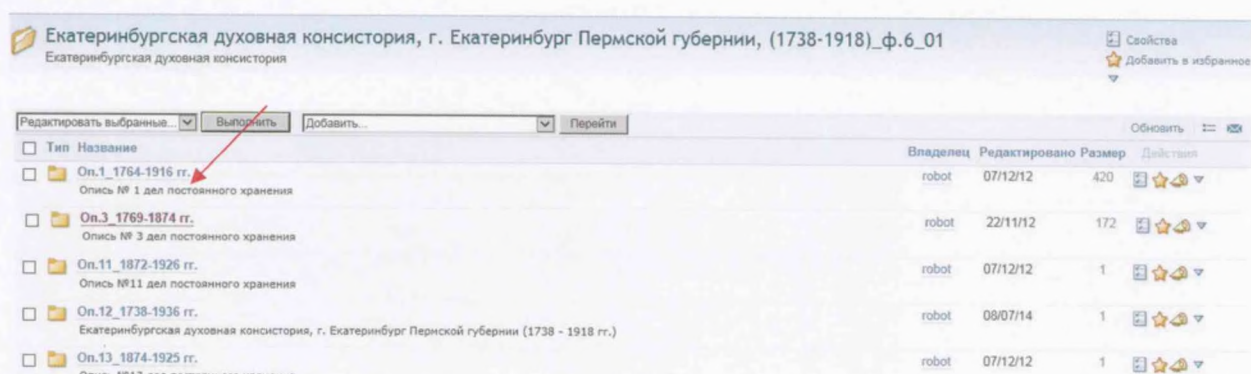 Екатеринбургская духовная консистория, г. Екатеринбург Пермской губернии, (1738-1918)_ф.6_01
Екатеринбургская духовная консистория
Свойства
Добавить в избранное
Редактировать выбранные... Выполнить Добавить... Перейти
Обновить
Тип Название Владелец Редактировано Размер Действия
Оп.1_1764-1916 гг. robot 07/12/12 420
Опись № 1 дел постоянного хранения
Оп.3_1769-1874 гг. robot 22/11/12 172
Опись № 3 дел постоянного хранения
Оп.11_1872-1926 гг. robot 07/12/12 1
Опись №11 дел постоянного хранения
Оп.12_1738-1936 гг. robot 08/07/14 1
Екатеринбургская духовная консистория, г. Екатеринбург Пермской губернии (1738 - 1918 гг.)
Оп.13_1874-1925 гг. robot 07/12/12 1